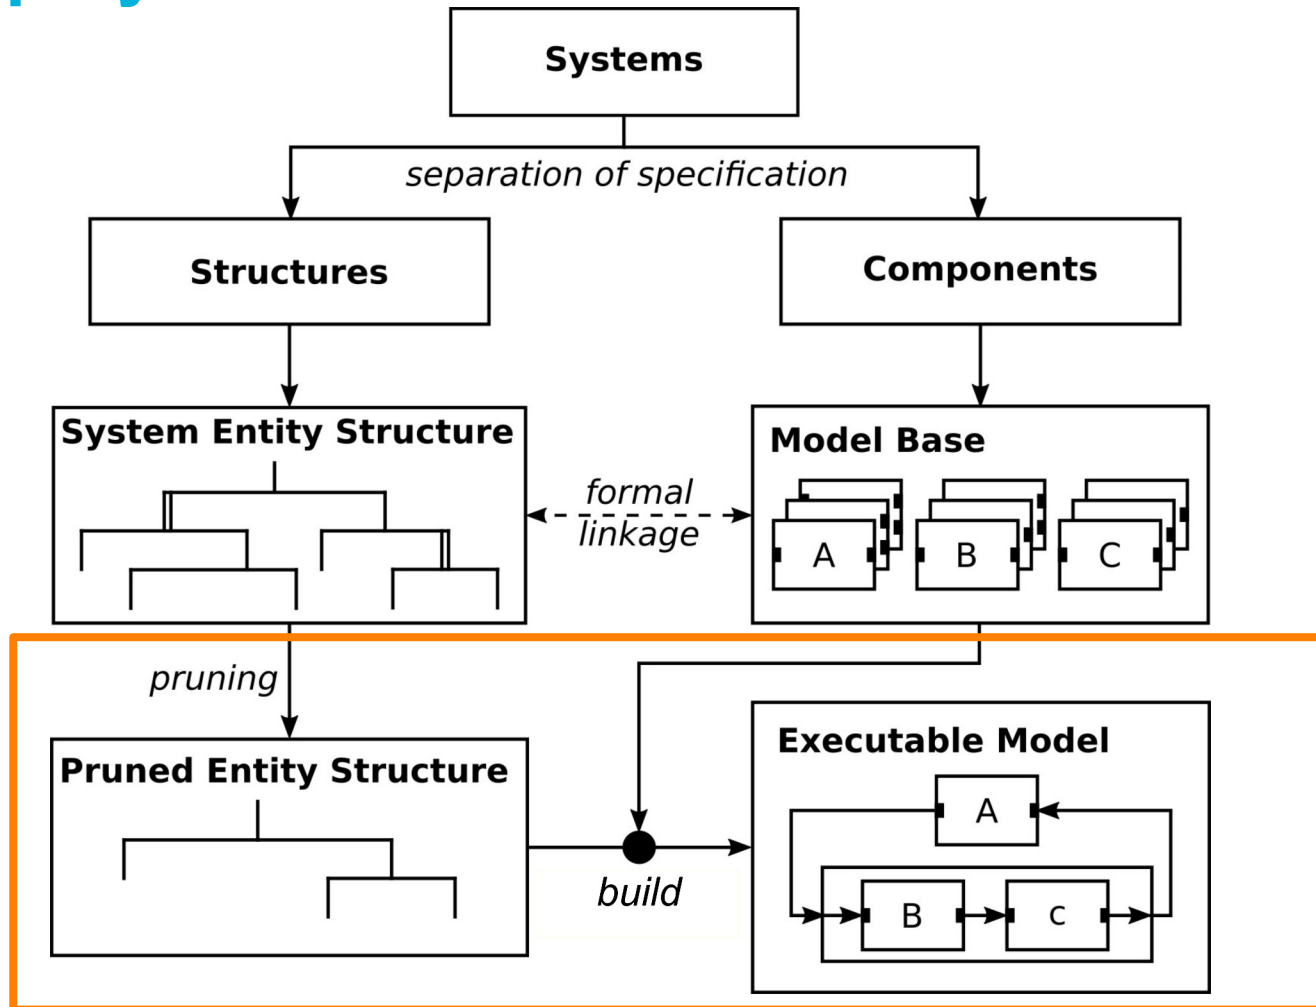 Systems
separation of specification
Structures
Components
System Entity Structure
Model Base
formal
linkage
A
B
C
pruning
Pruned Entity Structure
Executable Model
A
build
B
c